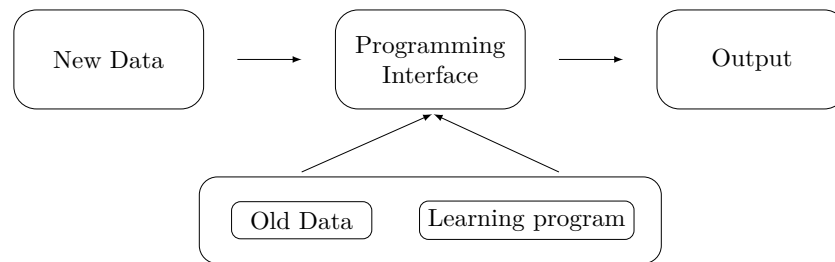 New Data
Programming
Interface
Output
Old Data
Learning program